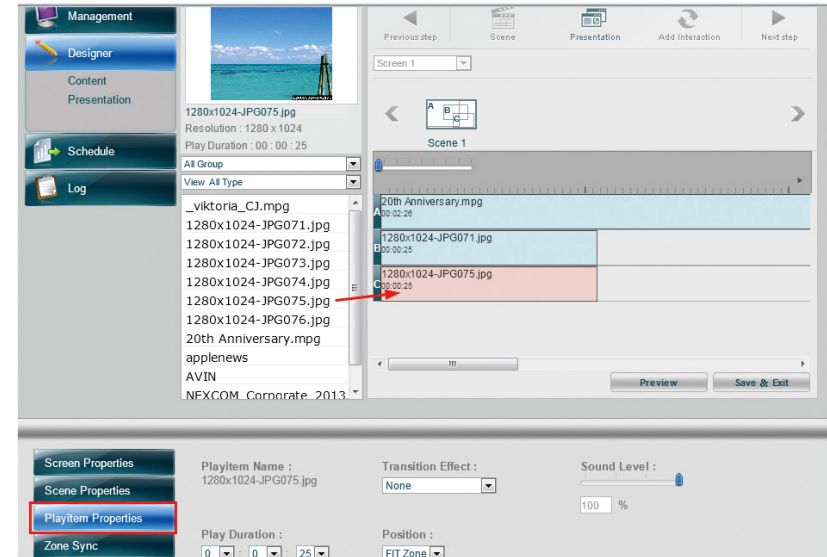 Management
Designer
Content
Presentation
Schedule
Log
1280x1024-JPG075.jpg
Resolution : 1280 x 1024
Play Duration : 00 : 00 : 25
All Group
View All Type
_viktoria_CJ.mpg
1280x1024-JPG071.jpg
1280x1024-JPG072.jpg
1280x1024-JPG073.jpg
1280x1024-JPG074.jpg
1280x1024-JPG075.jpg
1280x1024-JPG076.jpg
20th Anniversary.mpg
applenews
AVIN
NEXCOM_Corporate_2013.
Previous step
Scene
Presentation
Add Interaction
Next step
Screen 1
A
B
C
Scene 1
20th Anniversary.mpg
A 00:02:26
1280x1024-JPG071.jpg
B 00:00:25
1280x1024-JPG075.jpg
C 00:00:25
Preview
Save & Exit
Screen Properties
Scene Properties
Playitem Properties
Zone Sync
Playitem Name :
1280x1024-JPG075.jpg
Play Duration :
0 : 0 : 25
Transition Effect :
None
Position :
FIT Zone
Sound Level :
100 %